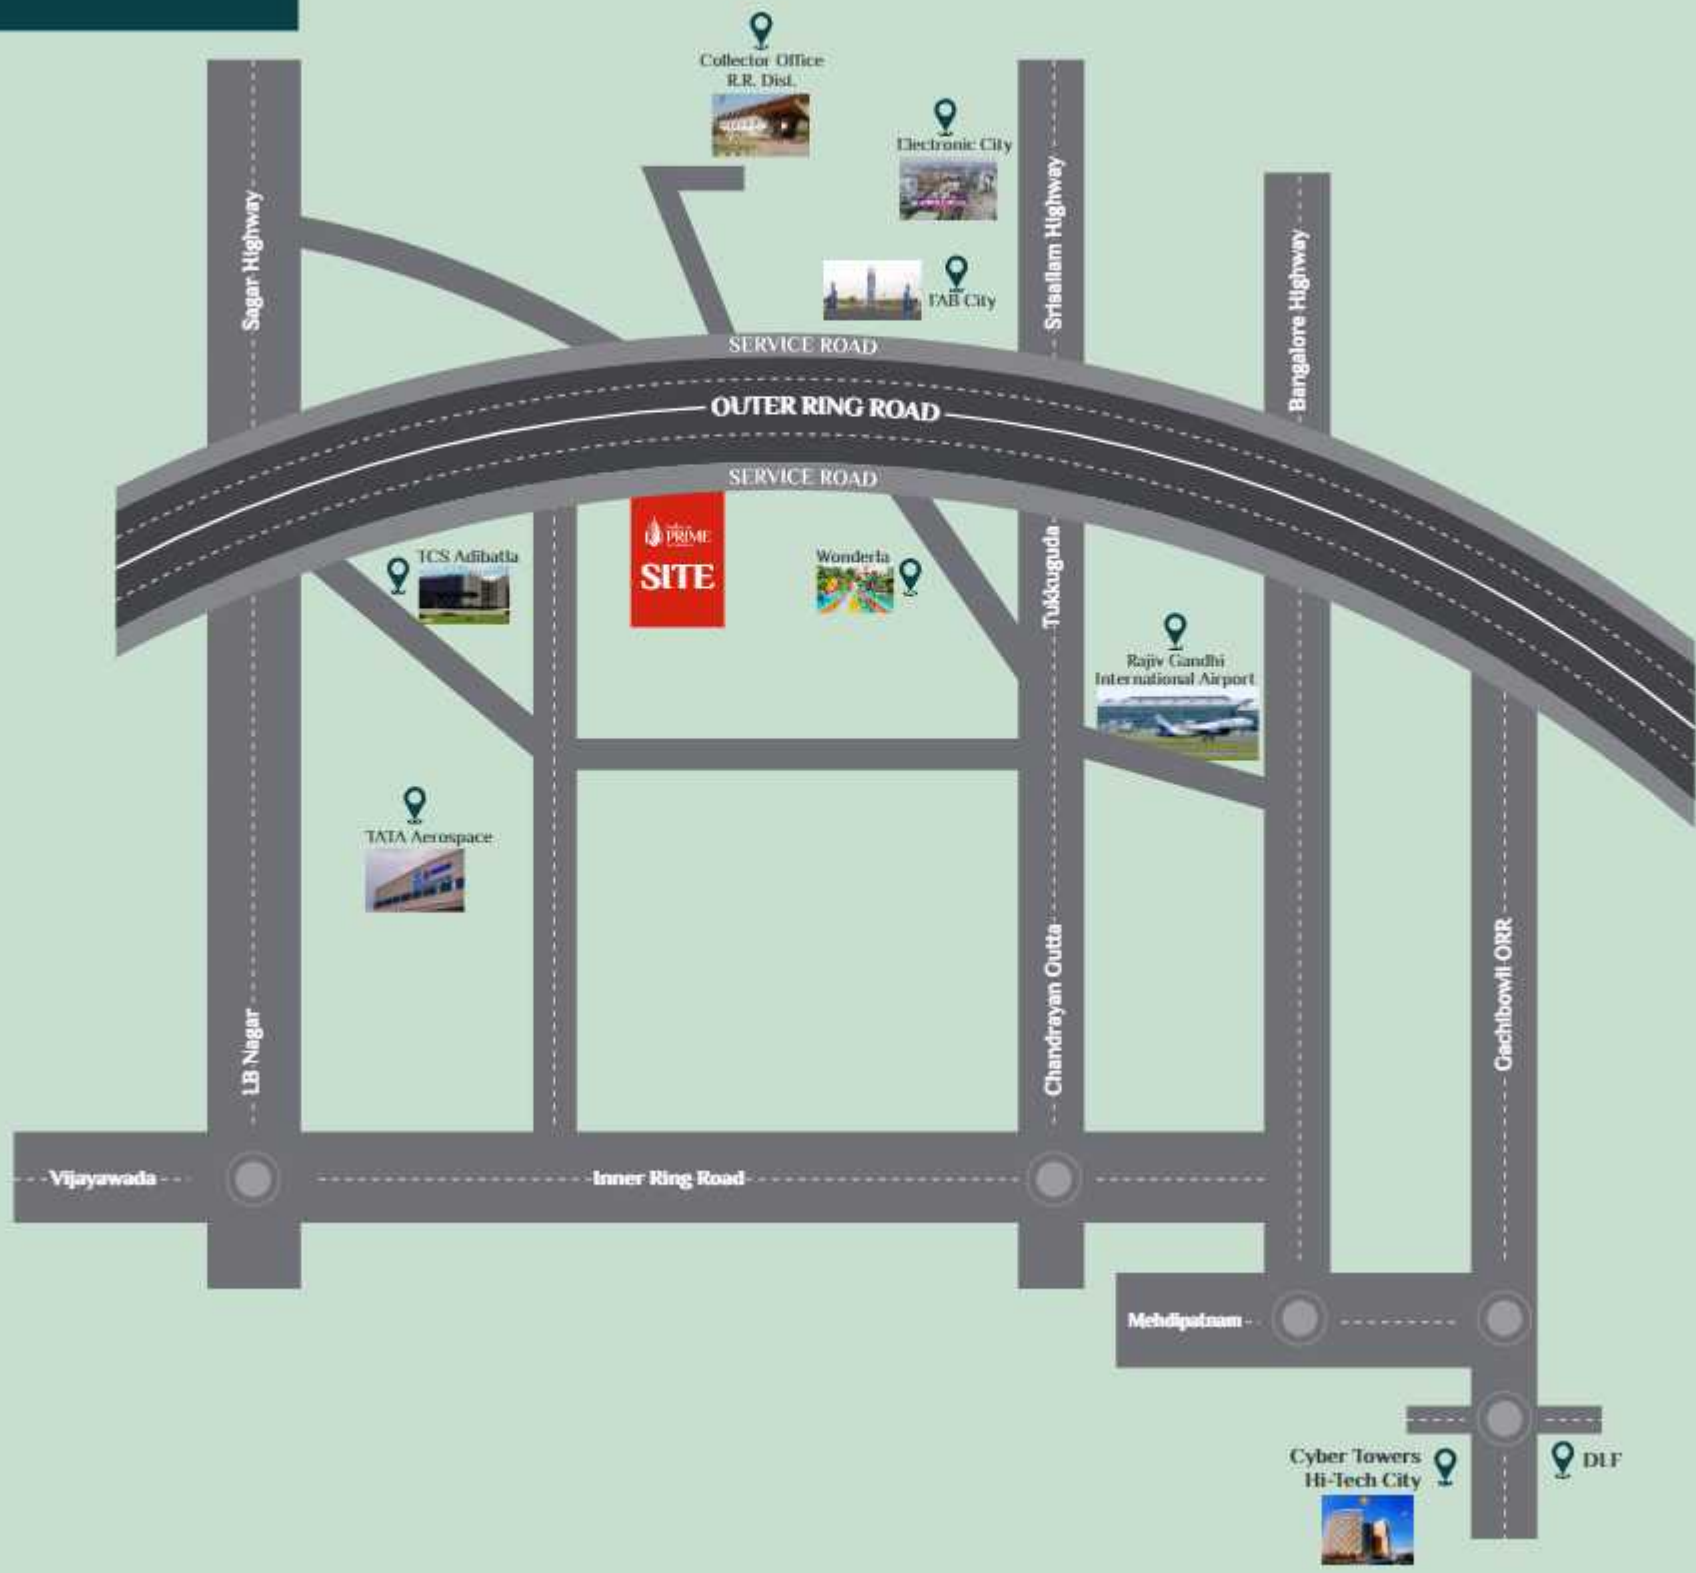 Collector Office
R.R. Dist.
Electronic City
FAB City
Sagar Highway
Srisailam Highway
Bangalore Highway
SERVICE ROAD
OUTER RING ROAD
SERVICE ROAD
PRIME
SITE
TCS Adibatla
Wonderla
Tukkuguda
Rajiv Gandhi
International Airport
TATA Aerospace
LB Nagar
Chandrayan Gutta
Gachibowli ORR
Vijayawada
Inner Ring Road
Mehdipatnam
Cyber Towers
Hi-Tech City
DLF